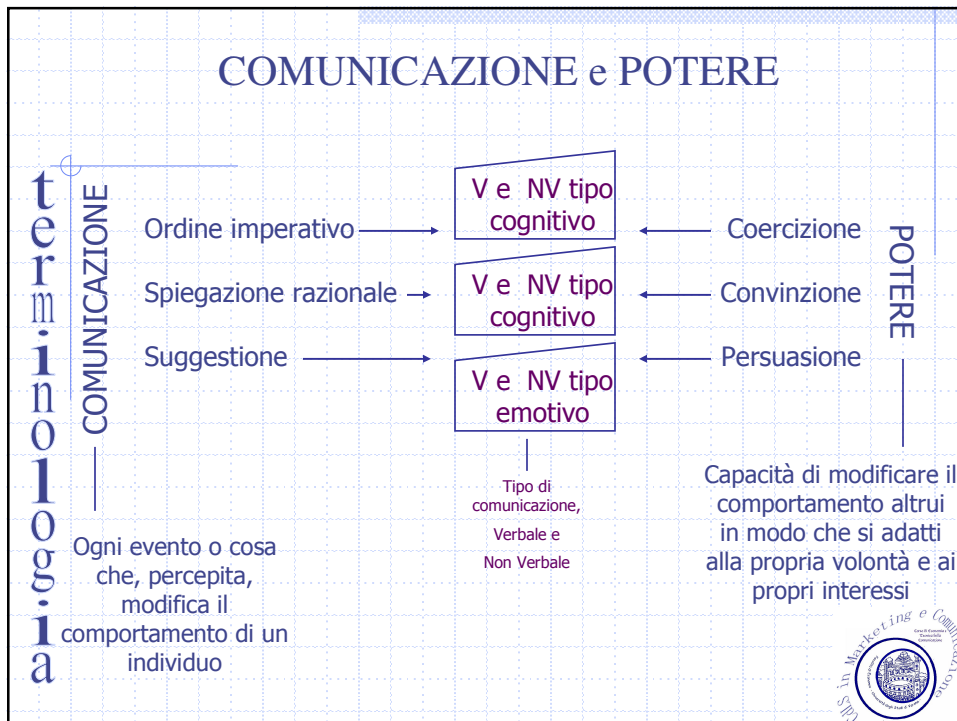 COMUNICAZIONE e POTERE
terminologia
COMUNICAZIONE
Ordine imperativo
Spiegazione razionale
Suggestione
V e NV tipo
cognitivo
V e NV tipo
cognitivo
V e NV tipo
emotivo
Coercizione
Convinzione
Persuasione
POTERE
Tipo di
comunicazione,
Verbale e
Non Verbale
Ogni evento o cosa
che, percepita,
modifica il
comportamento di un
individuo
Capacità di modificare il
comportamento altrui
in modo che si adatti
alla propria volontà e ai
propri interessi
CdlS in Marketing e Comunicazione